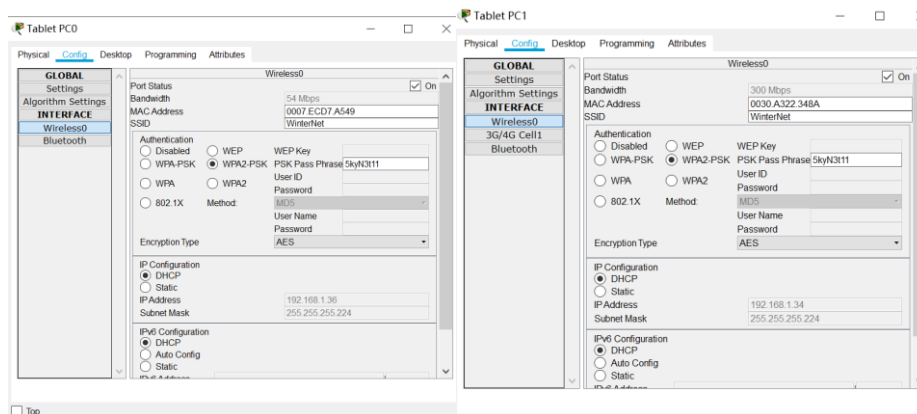 Tablet PC0
Physical Config Desktop Programming Attributes
GLOBAL
Settings
Algorithm Settings
INTERFACE
Wireless0
Bluetooth
Wireless0
Port Status On
Bandwidth 54 Mbps
MAC Address 0007.ECD7.A549
SSID WinterNet
Authentication
Disabled WEP WEP Key
WPA-PSK WPA2-PSK PSK Pass Phrase 5kyN3t11
User ID
WPA WPA2
Password
802.1X Method: MD5
User Name
Password
Encryption Type AES
IP Configuration
DHCP
Static
IP Address 192.168.1.36
Subnet Mask 255.255.255.224
IPv6 Configuration
DHCP
Auto Config
Static
Top
Tablet PC1
Physical Config Desktop Programming Attributes
GLOBAL
Settings
Algorithm Settings
INTERFACE
Wireless0
3G/4G Cell1
Bluetooth
Wireless0
Port Status On
Bandwidth 300 Mbps
MAC Address 0030.A322.348A
SSID WinterNet
Authentication
Disabled WEP WEP Key
WPA-PSK WPA2-PSK PSK Pass Phrase 5kyN3t11
User ID
WPA WPA2
Password
802.1X Method: MD5
User Name
Password
Encryption Type AES
IP Configuration
DHCP
Static
IP Address 192.168.1.34
Subnet Mask 255.255.255.224
IPv6 Configuration
DHCP
Auto Config
Static